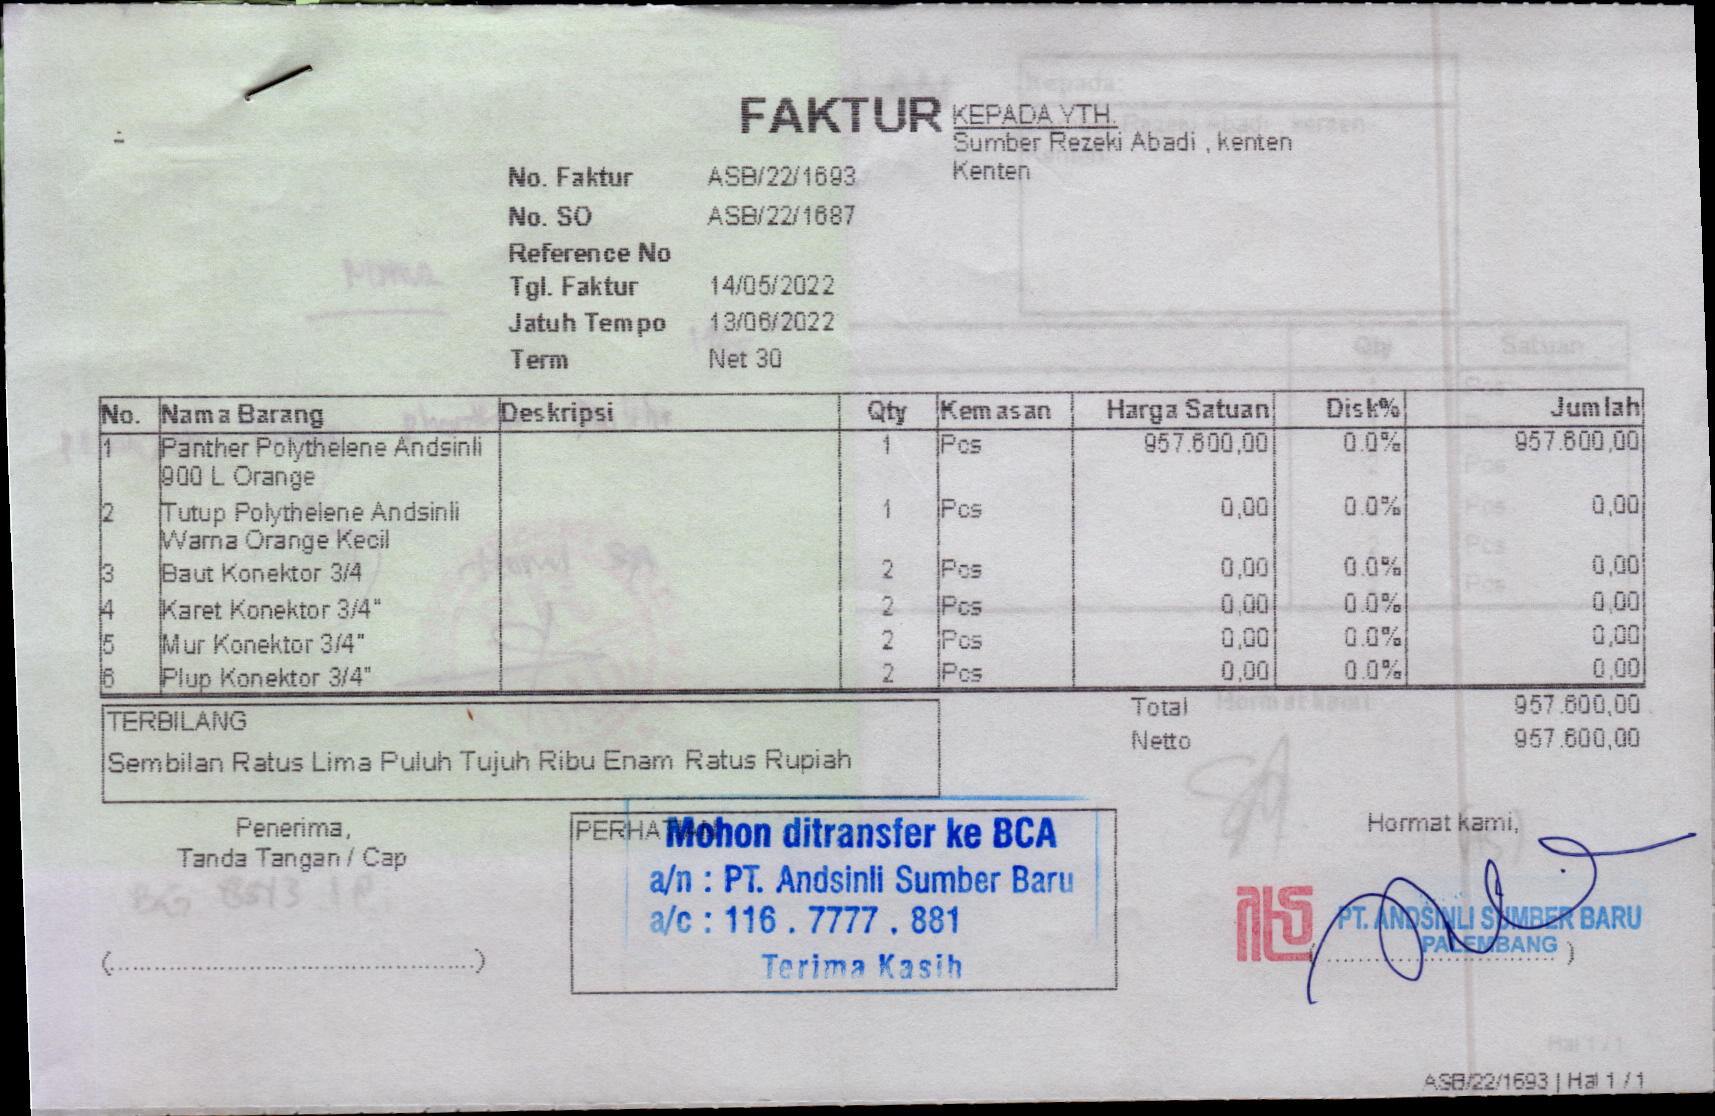 FAKTUR
KEPADA YTH.
Sumber Rezeki Abadi , kenten
Kenten
No. Faktur ASB/22/1693
No. SO ASB/22/1687
Reference No
Tgl. Faktur 14/05/2022
Jatuh Tempo 13/06/2022
Term Net 30
No. Nama Barang Deskripsi Qty Kemasan Harga Satuan Disk% Jumlah
1 Panther Polythelene Andsinli 1 Pcs 957.600,00 0.0% 957.600,00
900 L Orange
2 Tutup Polythelene Andsinli 1 Pcs 0,00 0.0% 0,00
Warna Orange Kecil
3 Baut Konektor 3/4 2 Pcs 0,00 0.0% 0,00
4 Karet Konektor 3/4" 2 Pcs 0,00 0.0% 0,00
5 Mur Konektor 3/4" 2 Pcs 0,00 0.0% 0,00
6 Plup Konektor 3/4" 2 Pcs 0,00 0.0% 0,00
Total 957.600,00
Netto 957.600,00
TERBILANG
Sembilan Ratus Lima Puluh Tujuh Ribu Enam Ratus Rupiah
Penerima,
Tanda Tangan / Cap
PERHATIAN
Mohon ditransfer ke BCA
a/n : PT. Andsinli Sumber Baru
a/c : 116 . 7777 . 881
Terima Kasih
Hormat kami,
PT. ANDSINLI SUMBER BARU
PALEMBANG
ASB/22/1693 | Hal 1 / 1